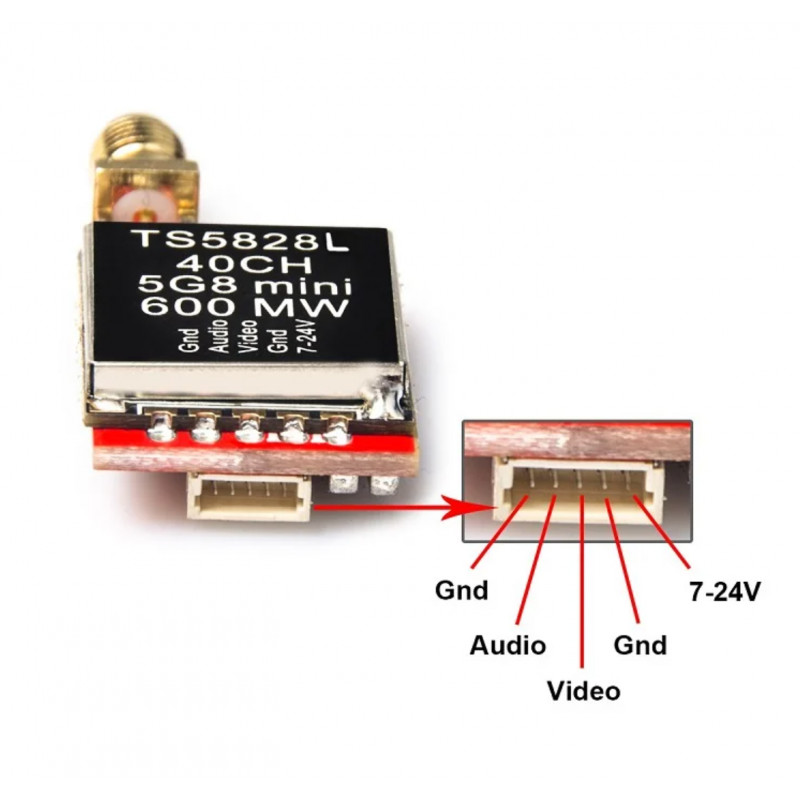 TS5828L
40CH
5G8 mini
600 MW
Gnd
Audio
Video
Gnd
7-24V
Gnd
7-24V
Audio
Gnd
Video